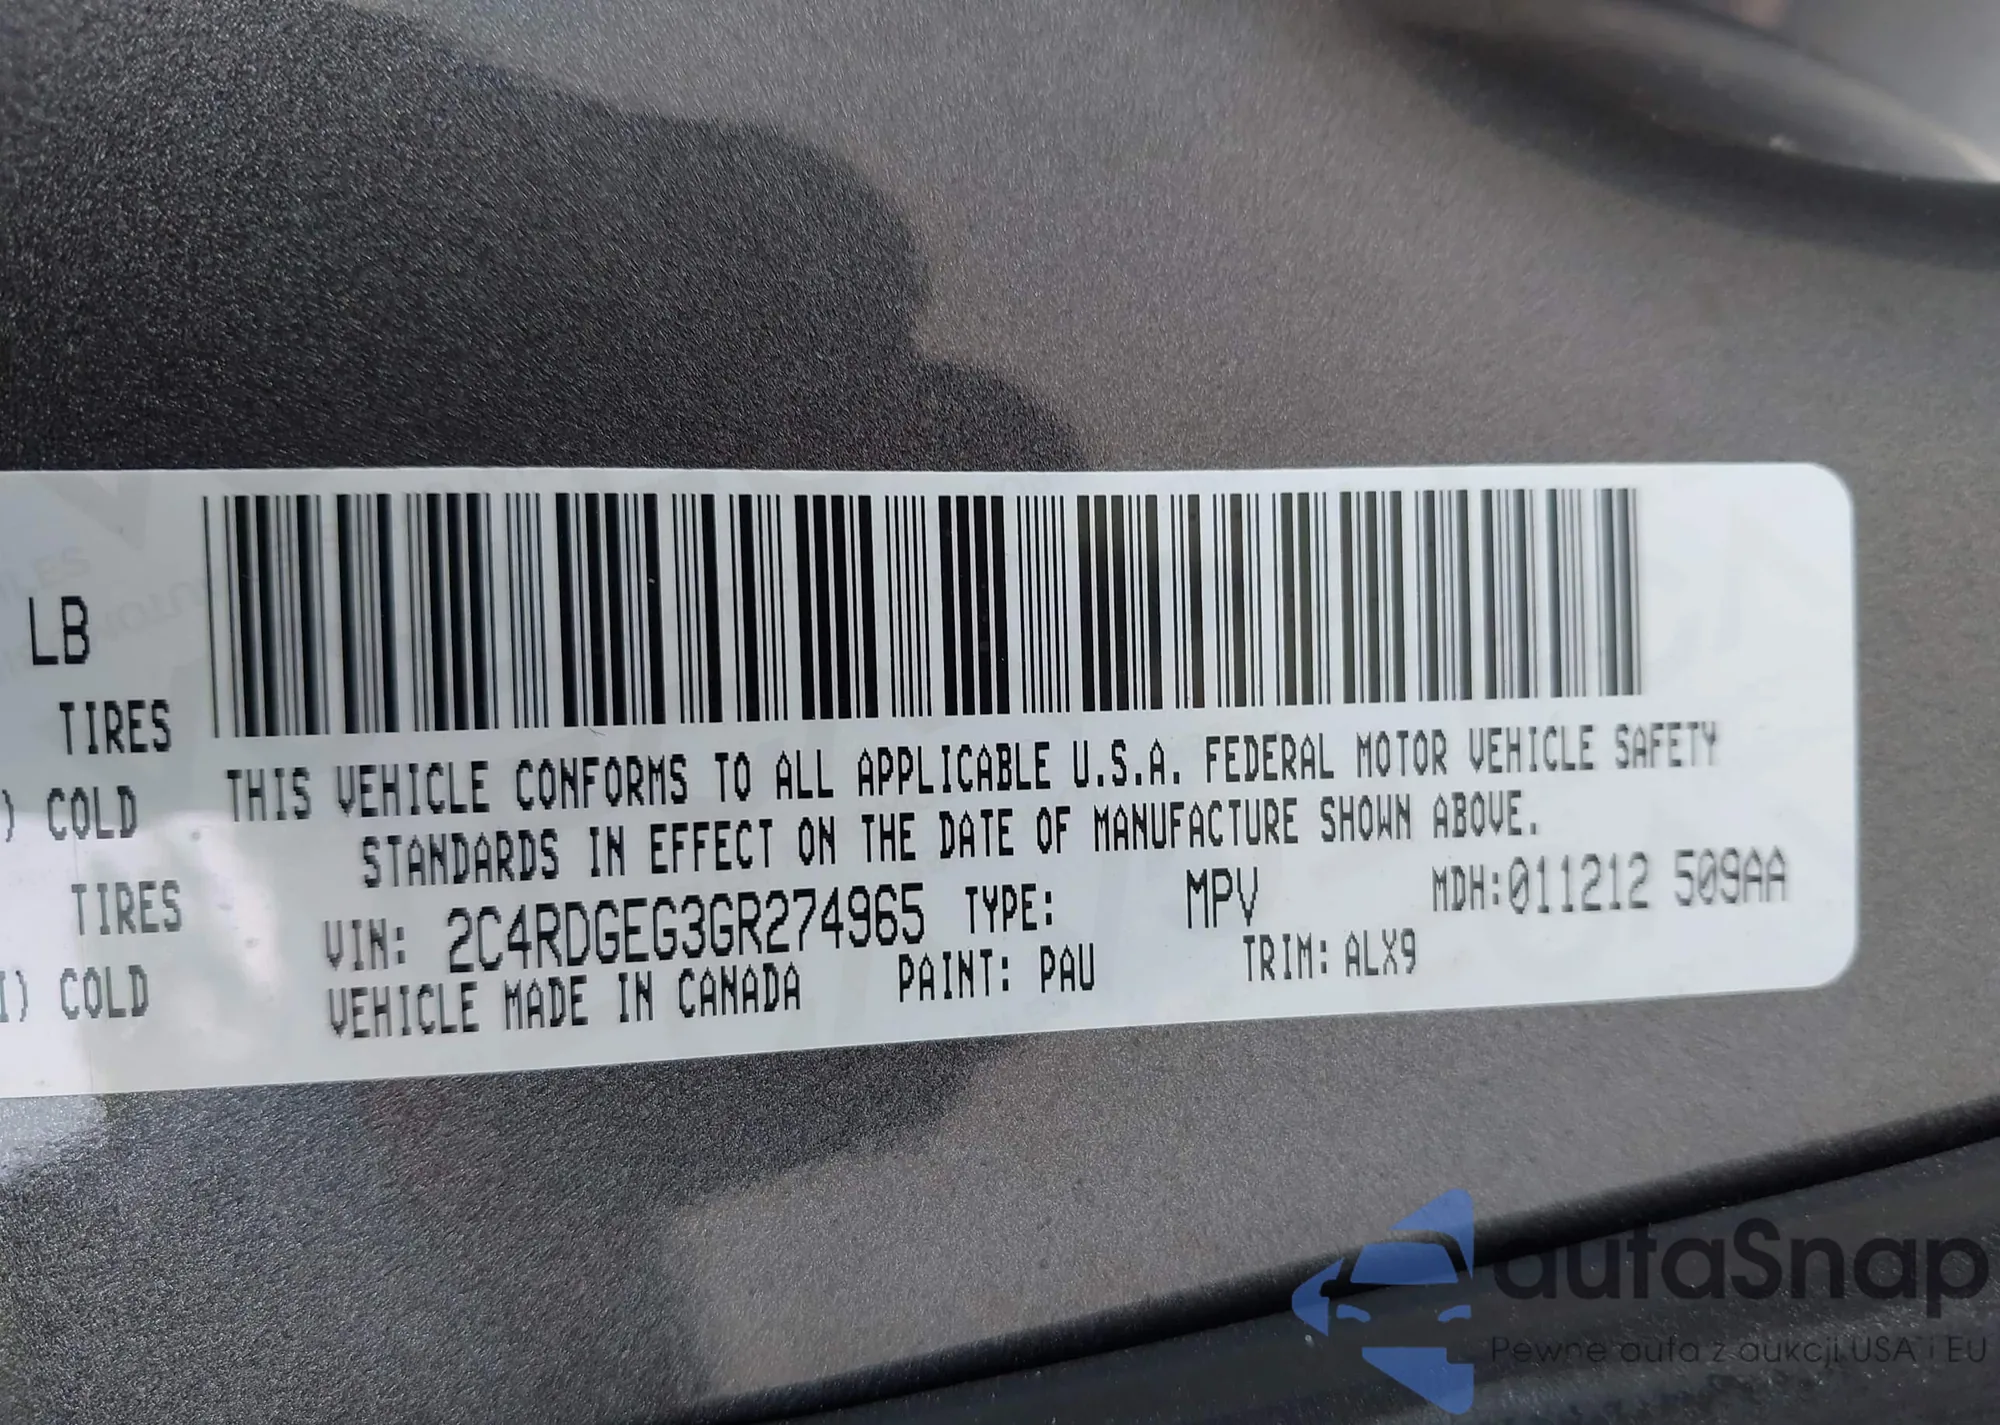 LB
TIRES
) COLD
TIRES
I) COLD
THIS VEHICLE CONFORMS TO ALL APPLICABLE U.S.A. FEDERAL MOTOR VEHICLE SAFETY
STANDARDS IN EFFECT ON THE DATE OF MANUFACTURE SHOWN ABOVE.
VIN: 2C4RDGEG3GR274965 TYPE: MPV MDH:011212 509AA
VEHICLE MADE IN CANADA PAINT: PAU TRIM: ALX9
autaSnap
Pewne auta z aukcji USA i EU